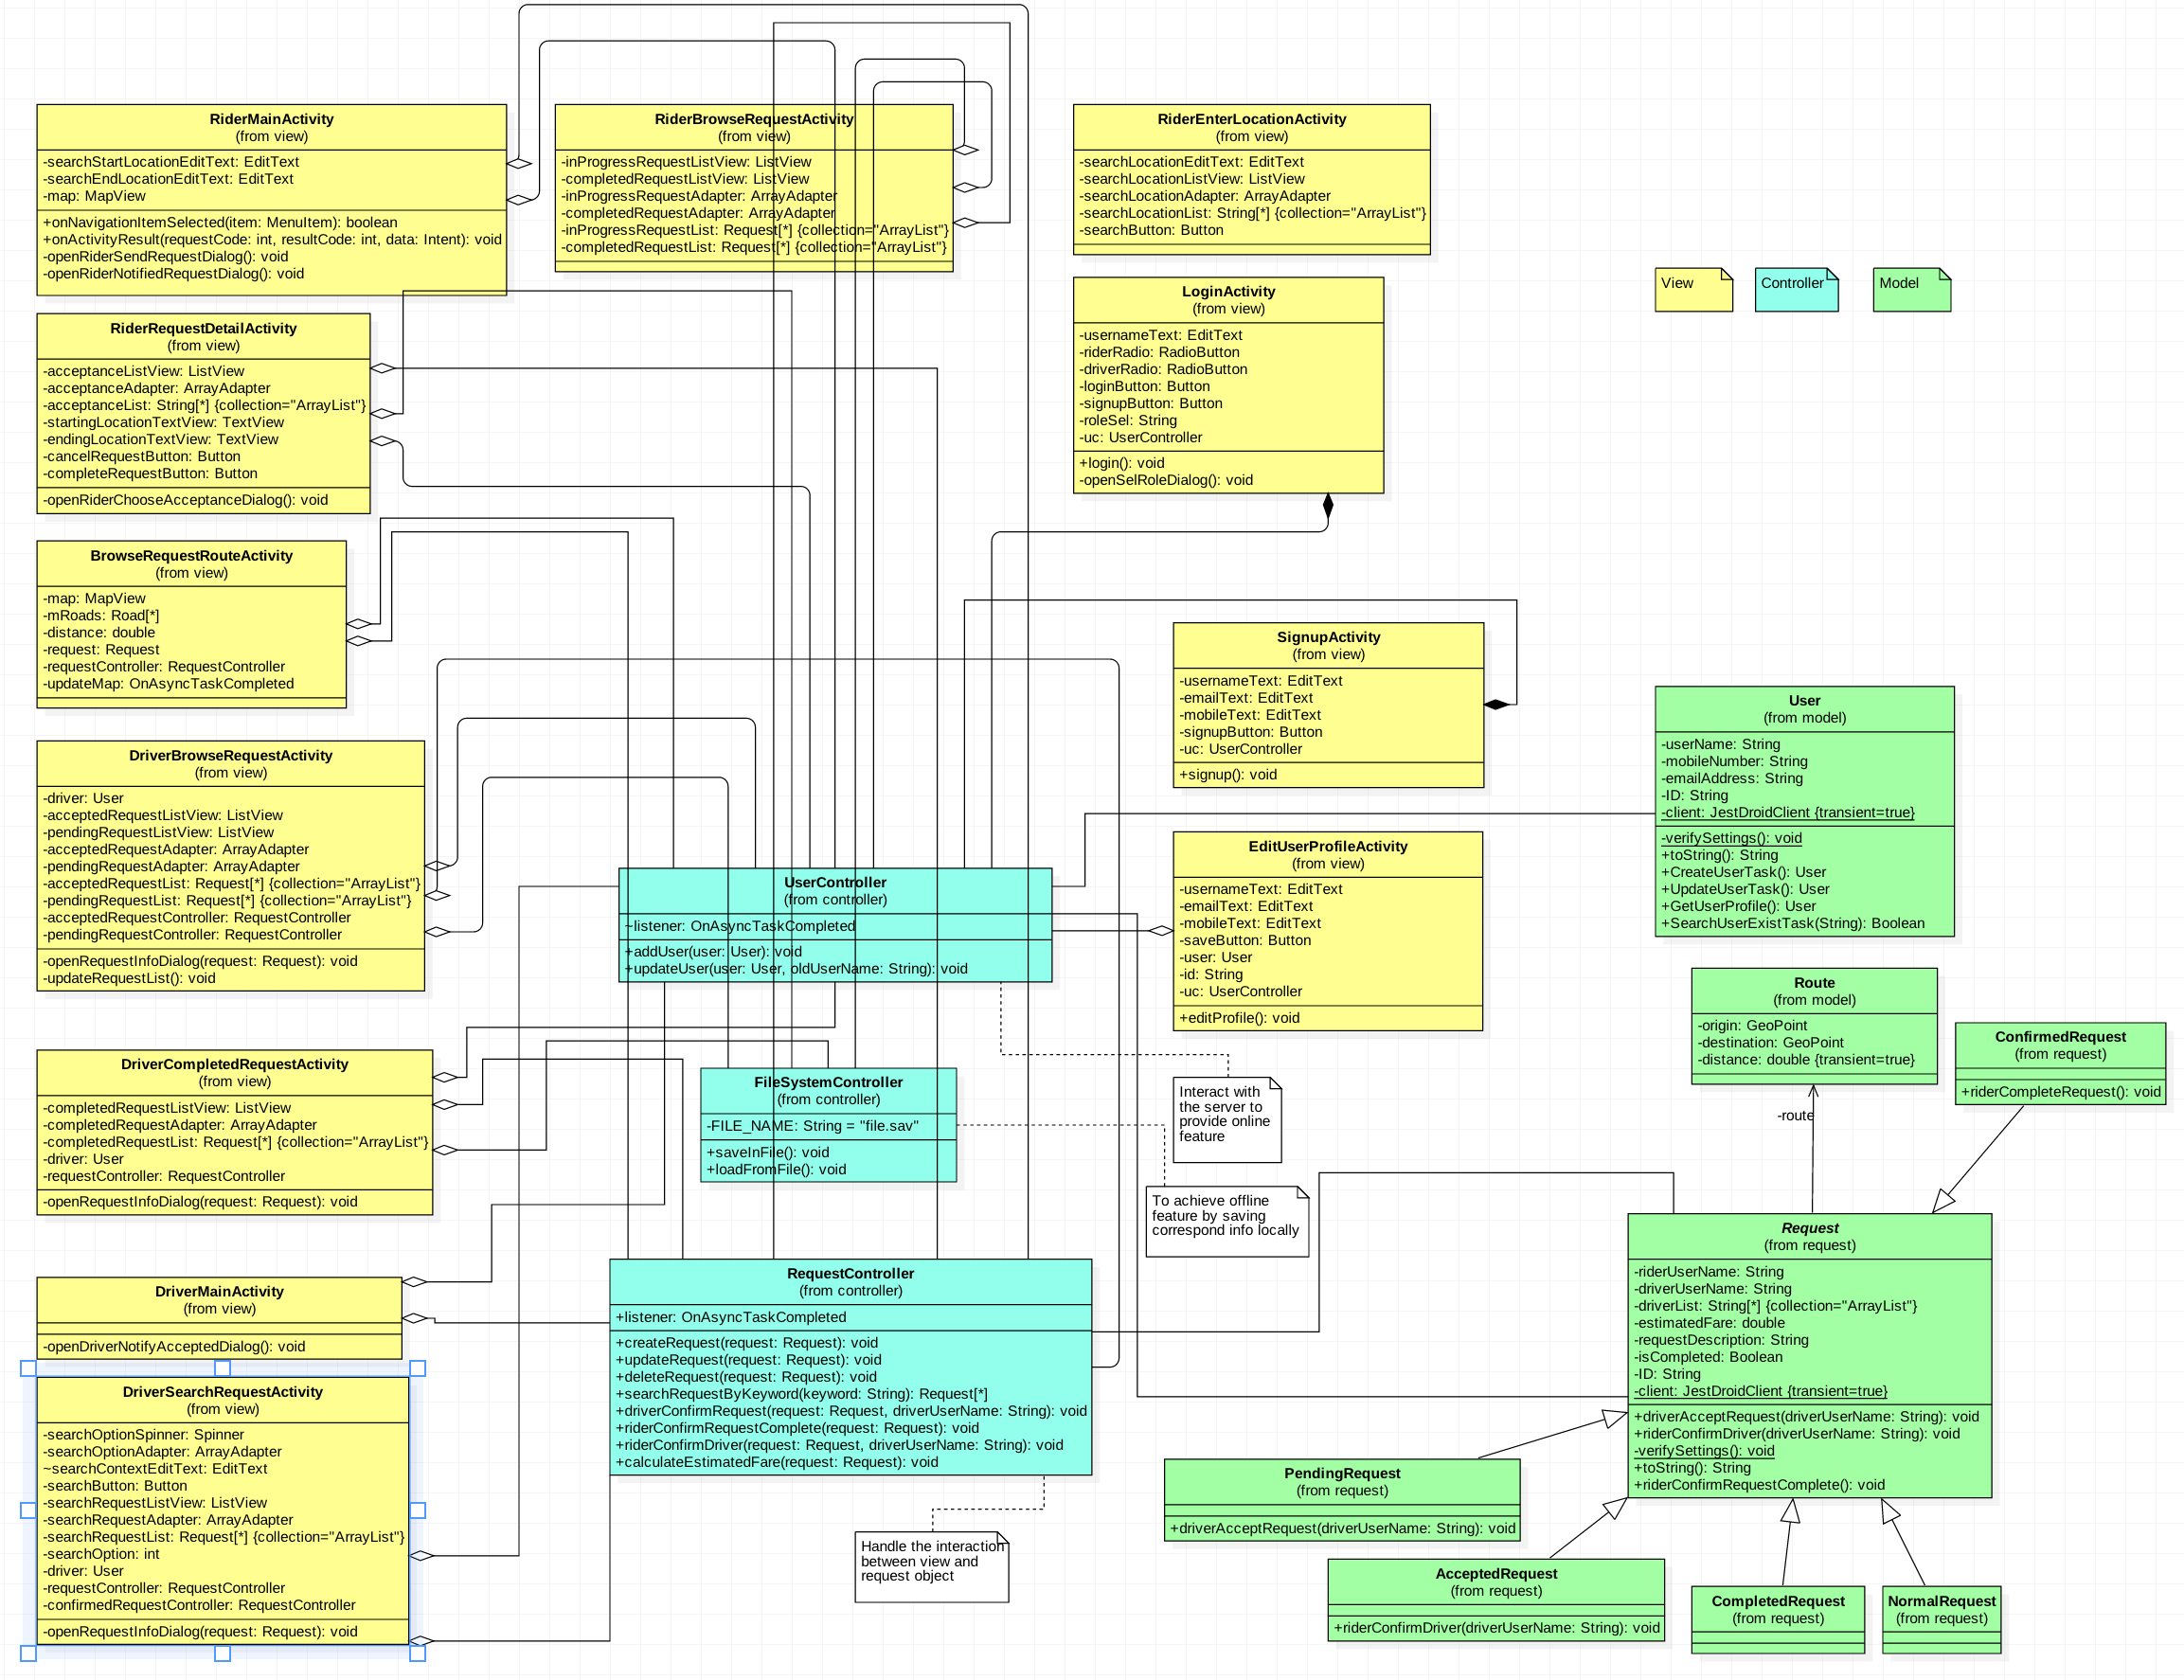 RiderMainActivity
(from view)
-searchStartLocationEditText: EditText
-searchEndLocationEditText: EditText
-map: MapView
+onNavigationItemSelected(item: MenuItem): boolean
+onActivityResult(requestCode: int, resultCode: int, data: Intent): void
-openRiderSendRequestDialog(): void
-openRiderNotifiedRequestDialog(): void
RiderBrowseRequestActivity
(from view)
-inProgressRequestListView: ListView
-completedRequestListView: ListView
-inProgressRequestAdapter: ArrayAdapter
-completedRequestAdapter: ArrayAdapter
-inProgressRequestList: Request[*] {collection="ArrayList"}
-completedRequestList: Request[*] {collection="ArrayList"}
RiderEnterLocationActivity
(from view)
-searchLocationEditText: EditText
-searchLocationListView: ListView
-searchLocationAdapter: ArrayAdapter
-searchLocationList: String[*] {collection="ArrayList"}
-searchButton: Button
View
Controller
Model
LoginActivity
(from view)
-usernameText: EditText
-riderRadio: RadioButton
-driverRadio: RadioButton
-loginButton: Button
-signupButton: Button
-roleSel: String
-uc: UserController
+login(): void
-openSelRoleDialog(): void
RiderRequestDetailActivity
(from view)
-acceptanceListView: ListView
-acceptanceAdapter: ArrayAdapter
-acceptanceList: String[*] {collection="ArrayList"}
-startingLocationTextView: TextView
-endingLocationTextView: TextView
-cancelRequestButton: Button
-completeRequestButton: Button
-openRiderChooseAcceptanceDialog(): void
BrowseRequestRouteActivity
(from view)
-map: MapView
-mRoads: Road[*]
-distance: double
-request: Request
-requestController: RequestController
-updateMap: OnAsyncTaskCompleted
SignupActivity
(from view)
-usernameText: EditText
-emailText: EditText
-mobileText: EditText
-signupButton: Button
-uc: UserController
+signup(): void
User
(from model)
-userName: String
-mobileNumber: String
-emailAddress: String
-ID: String
-client: JestDroidClient {transient=true}
-verifySettings(): void
+toString(): String
+CreateUserTask(): User
+UpdateUserTask(): User
+GetUserProfile(): User
+SearchUserExistTask(String): Boolean
DriverBrowseRequestActivity
(from view)
-driver: User
-acceptedRequestListView: ListView
-pendingRequestListView: ListView
-acceptedRequestAdapter: ArrayAdapter
-pendingRequestAdapter: ArrayAdapter
-acceptedRequestList: Request[*] {collection="ArrayList"}
-pendingRequestList: Request[*] {collection="ArrayList"}
-acceptedRequestController: RequestController
-pendingRequestController: RequestController
-openRequestInfoDialog(request: Request): void
-updateRequestList(): void
UserController
(from controller)
~listener: OnAsyncTaskCompleted
+addUser(user: User): void
+updateUser(user: User, oldUserName: String): void
EditUserProfileActivity
(from view)
-usernameText: EditText
-emailText: EditText
-mobileText: EditText
-saveButton: Button
-user: User
-id: String
-uc: UserController
+editProfile(): void
Route
(from model)
-origin: GeoPoint
-destination: GeoPoint
-distance: double {transient=true}
-route
ConfirmedRequest
(from request)
+riderCompleteRequest(): void
DriverCompletedRequestActivity
(from view)
-completedRequestListView: ListView
-completedRequestAdapter: ArrayAdapter
-completedRequestList: Request[*] {collection="ArrayList"}
-driver: User
-requestController: RequestController
-openRequestInfoDialog(request: Request): void
FileSystemController
(from controller)
-FILE_NAME: String = "file.sav"
+saveInFile(): void
+loadFromFile(): void
Interact with
the server to
provide online
feature
To achieve offline
feature by saving
correspond info locally
Request
(from request)
-riderUserName: String
-driverUserName: String
-driverList: String[*] {collection="ArrayList"}
-estimatedFare: double
-requestDescription: String
-isCompleted: Boolean
-ID: String
-client: JestDroidClient {transient=true}
+driverAcceptRequest(driverUserName: String): void
+riderConfirmDriver(driverUserName: String): void
-verifySettings(): void
+toString(): String
+riderConfirmRequestComplete(): void
DriverMainActivity
(from view)
-openDriverNotifyAcceptedDialog(): void
RequestController
(from controller)
+listener: OnAsyncTaskCompleted
+createRequest(request: Request): void
+updateRequest(request: Request): void
+deleteRequest(request: Request): void
+searchRequestByKeyword(keyword: String): Request[*]
+driverConfirmRequest(request: Request, driverUserName: String): void
+riderConfirmRequestComplete(request: Request): void
+riderConfirmDriver(request: Request, driverUserName: String): void
+calculateEstimatedFare(request: Request): void
DriverSearchRequestActivity
(from view)
-searchOptionSpinner: Spinner
-searchOptionAdapter: ArrayAdapter
~searchContextEditText: EditText
-searchButton: Button
-searchRequestListView: ListView
-searchRequestAdapter: ArrayAdapter
-searchRequestList: Request[*] {collection="ArrayList"}
-searchOption: int
-driver: User
-requestController: RequestController
-confirmedRequestController: RequestController
-openRequestInfoDialog(request: Request): void
Handle the interaction
between view and
request object
PendingRequest
(from request)
+driverAcceptRequest(driverUserName: String): void
AcceptedRequest
(from request)
+riderConfirmDriver(driverUserName: String): void
CompletedRequest
(from request)
NormalRequest
(from request)